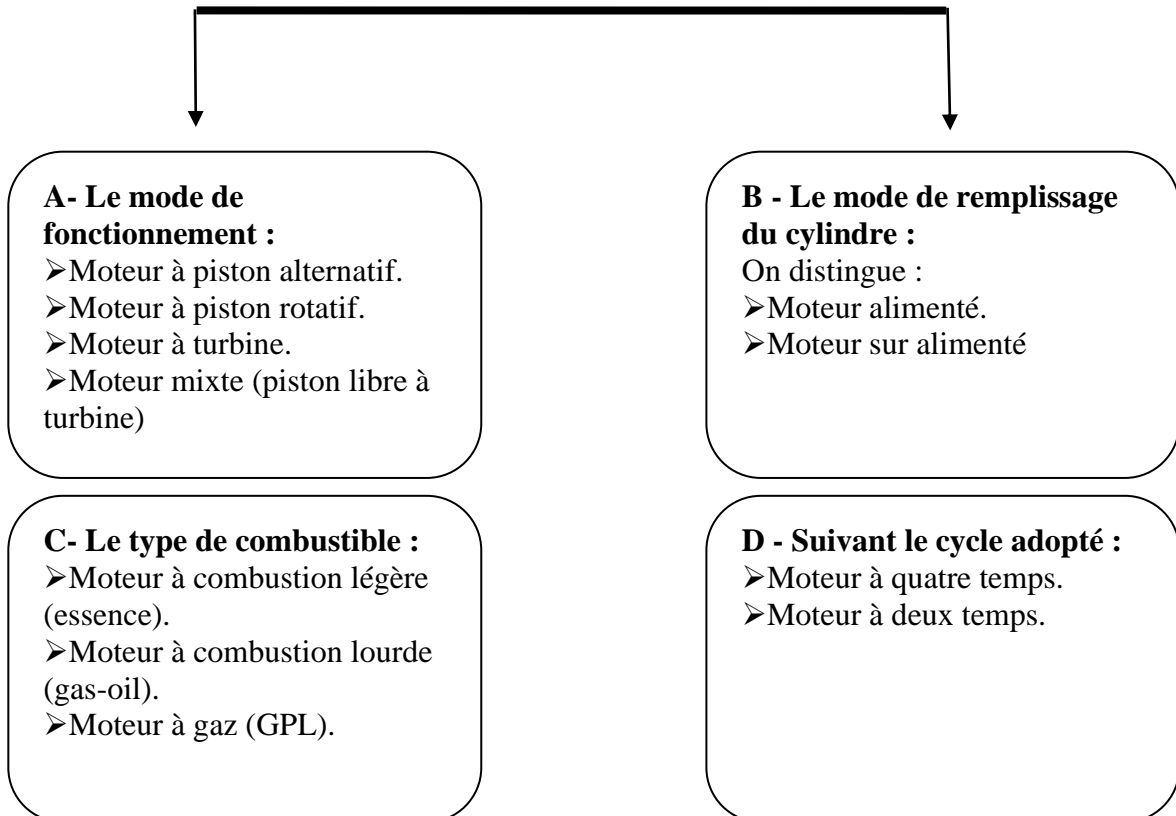 A- Le mode de
fonctionnement :
➢Moteur à piston alternatif.
➢Moteur à piston rotatif.
➢Moteur à turbine.
➢Moteur mixte (piston libre à
turbine)
B - Le mode de remplissage
du cylindre :
On distingue :
➢Moteur alimenté.
➢Moteur sur alimenté
C- Le type de combustible :
➢Moteur à combustion légère
(essence).
➢Moteur à combustion lourde
(gas-oil).
➢Moteur à gaz (GPL).
D - Suivant le cycle adopté :
➢Moteur à quatre temps.
➢Moteur à deux temps.